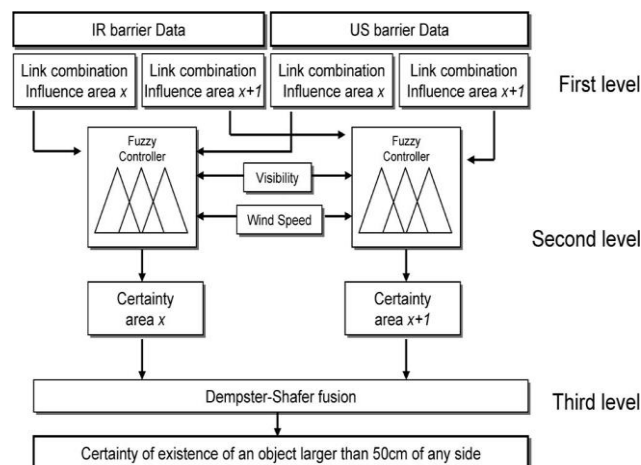 IR barrier Data
US barrier Data
Link combination
Influence area x
Link combination
Influence area x+1
Link combination
Influence area x
Link combination
Influence area x+1
First level
Fuzzy
Controller
Fuzzy
Controller
Visibility
Wind Speed
Second level
Certainty
area x
Certainty
area x+1
Dempster-Shafer fusion
Third level
Certainty of existence of an object larger than 50cm of any side